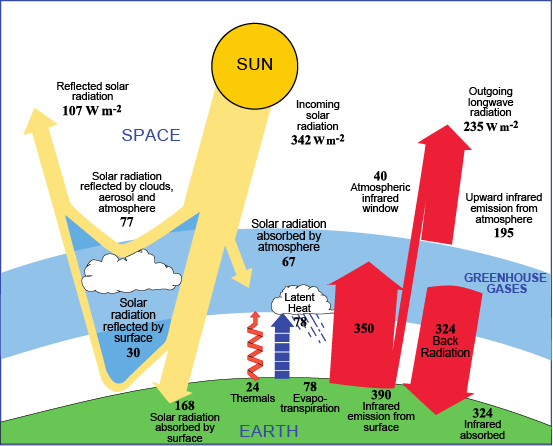 SUN
Reflected solar
radiation
107 W m-2
SPACE
Incoming
solar
radiation
342 W m-2
Outgoing
longwave
radiation
235 W m-2
Solar radiation
reflected by clouds,
aerosol and
atmosphere
77
40
Atmospheric
infrared
window
Upward infrared
emission from
atmosphere
195
Solar radiation
absorbed by
atmosphere
67
GREENHOUSE
GASES
Solar
radiation
reflected by
surface
30
Latent
Heat
78
350
324
Back
Radiation
168
Solar radiation
absorbed by
surface
24
Thermals
78
Evapo-
transpiration
390
Infrared
emission from
surface
324
Infrared
absorbed
EARTH